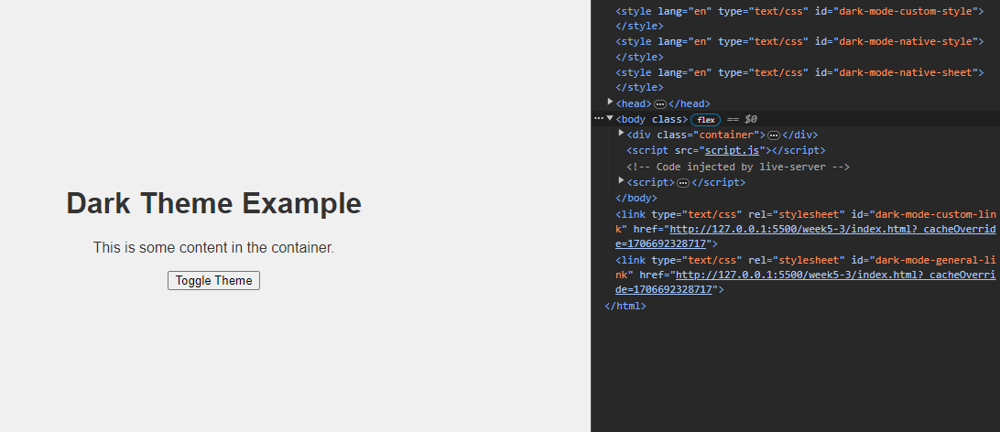 Dark Theme Example
This is some content in the container.
Toggle Theme
<style lang="en" type="text/css" id="dark-mode-custom-style">
</style>
<style lang="en" type="text/css" id="dark-mode-native-style">
</style>
<style lang="en" type="text/css" id="dark-mode-native-sheet">
</style>
<head>…</head>
<body class> flex == $0
<div class="container">…</div>
<script src="script.js"></script>
<!-- Code injected by live-server -->
<script>…</script>
</body>
<link type="text/css" rel="stylesheet" id="dark-mode-custom-lin
k" href="http://127.0.0.1:5500/week5-3/index.html?_cacheOverrid
e=1706692328717">
<link type="text/css" rel="stylesheet" id="dark-mode-general-li
nk" href="http://127.0.0.1:5500/week5-3/index.html?_cacheOverri
de=1706692328717">
</html>